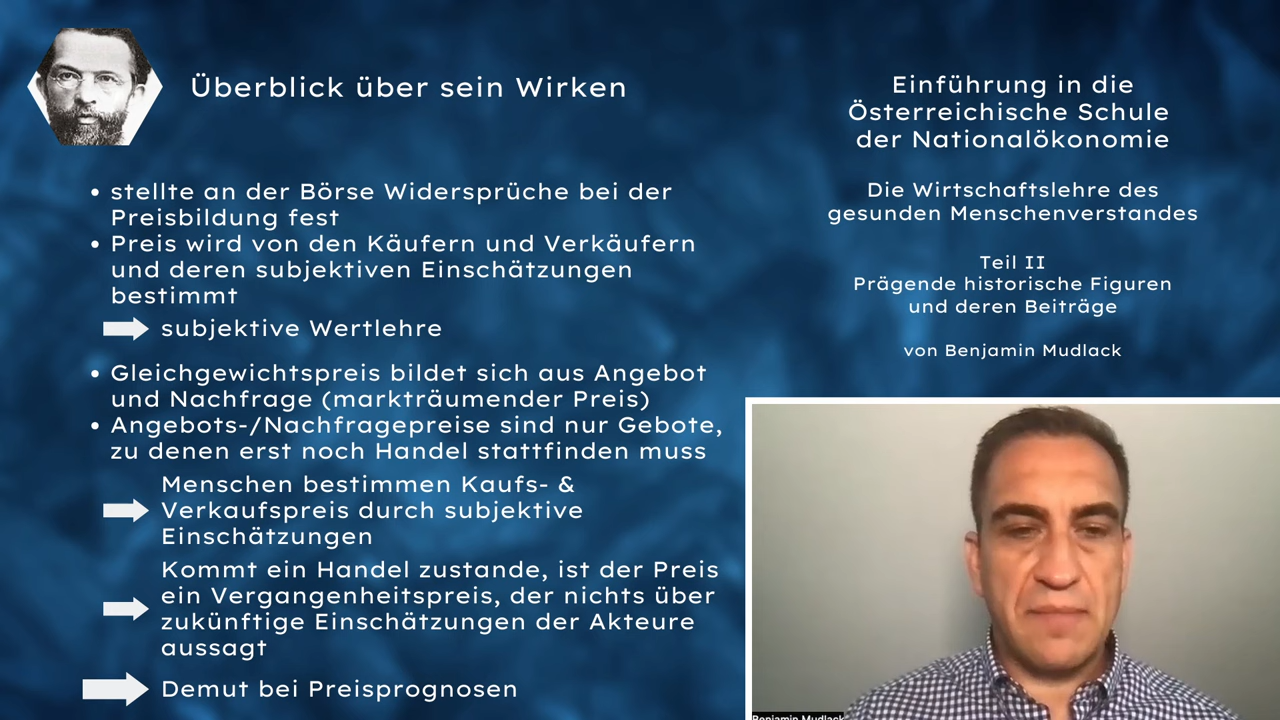 Überblick über sein Wirken
• stellte an der Börse Widersprüche bei der
Preisbildung fest
• Preis wird von den Käufern und Verkäufern
und deren subjektiven Einschätzungen
bestimmt
subjektive Wertlehre
• Gleichgewichtspreis bildet sich aus Angebot
und Nachfrage (markträumender Preis)
• Angebots-/Nachfragepreise sind nur Gebote,
zu denen erst noch Handel stattfinden muss
Menschen bestimmen Kaufs- &
Verkaufspreis durch subjektive
Einschätzungen
Kommt ein Handel zustande, ist der Preis
ein Vergangenheitspreis, der nichts über
zukünftige Einschätzungen der Akteure
aussagt
Demut bei Preisprognosen
Einführung in die
Österreichische Schule
der Nationalökonomie
Die Wirtschaftslehre des
gesunden Menschenverstandes
Teil II
Prägende historische Figuren
und deren Beiträge
von Benjamin Mudlack
Benjamin Mudlack